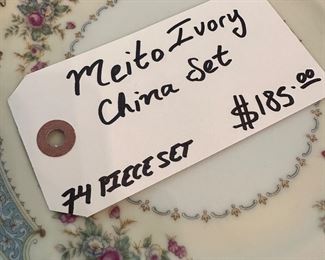 Meito Ivory
China Set
$185.00
74 PIECE SET